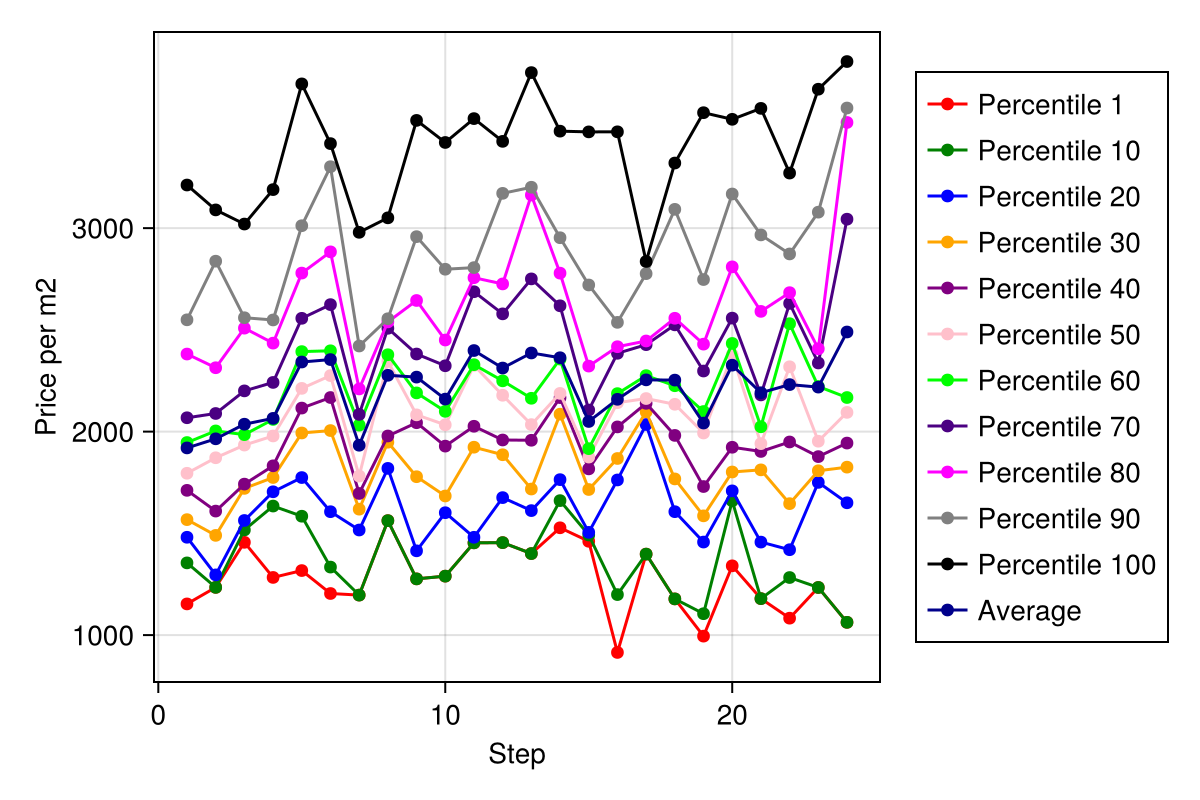 Price per m2
3000
2000
1000
0
10
20
Step
Percentile 1
Percentile 10
Percentile 20
Percentile 30
Percentile 40
Percentile 50
Percentile 60
Percentile 70
Percentile 80
Percentile 90
Percentile 100
Average